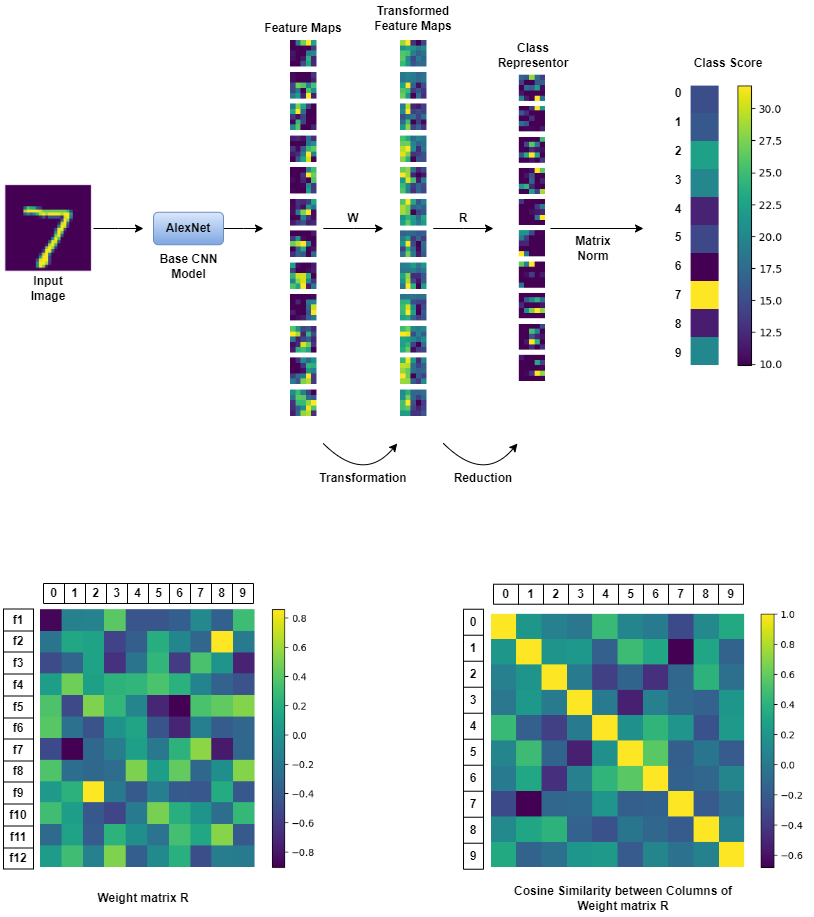 Feature Maps
Transformed
Feature Maps
Class
Representor
Class Score
Input
Image
AlexNet
Base CNN
Model
W
R
Matrix
Norm
0
1
2
3
4
5
6
7
8
9
30.0
27.5
25.0
22.5
20.0
17.5
15.0
12.5
10.0
Transformation
Reduction
0 1 2 3 4 5 6 7 8 9
f1
f2
f3
f4
f5
f6
f7
f8
f9
f10
f11
f12
0.8
0.6
0.4
0.2
0.0
−0.2
−0.4
−0.6
−0.8
Weight matrix R
0 1 2 3 4 5 6 7 8 9
0
1
2
3
4
5
6
7
8
9
1.0
0.8
0.6
0.4
0.2
0.0
−0.2
−0.4
−0.6
Cosine Similarity between Columns of
Weight matrix R